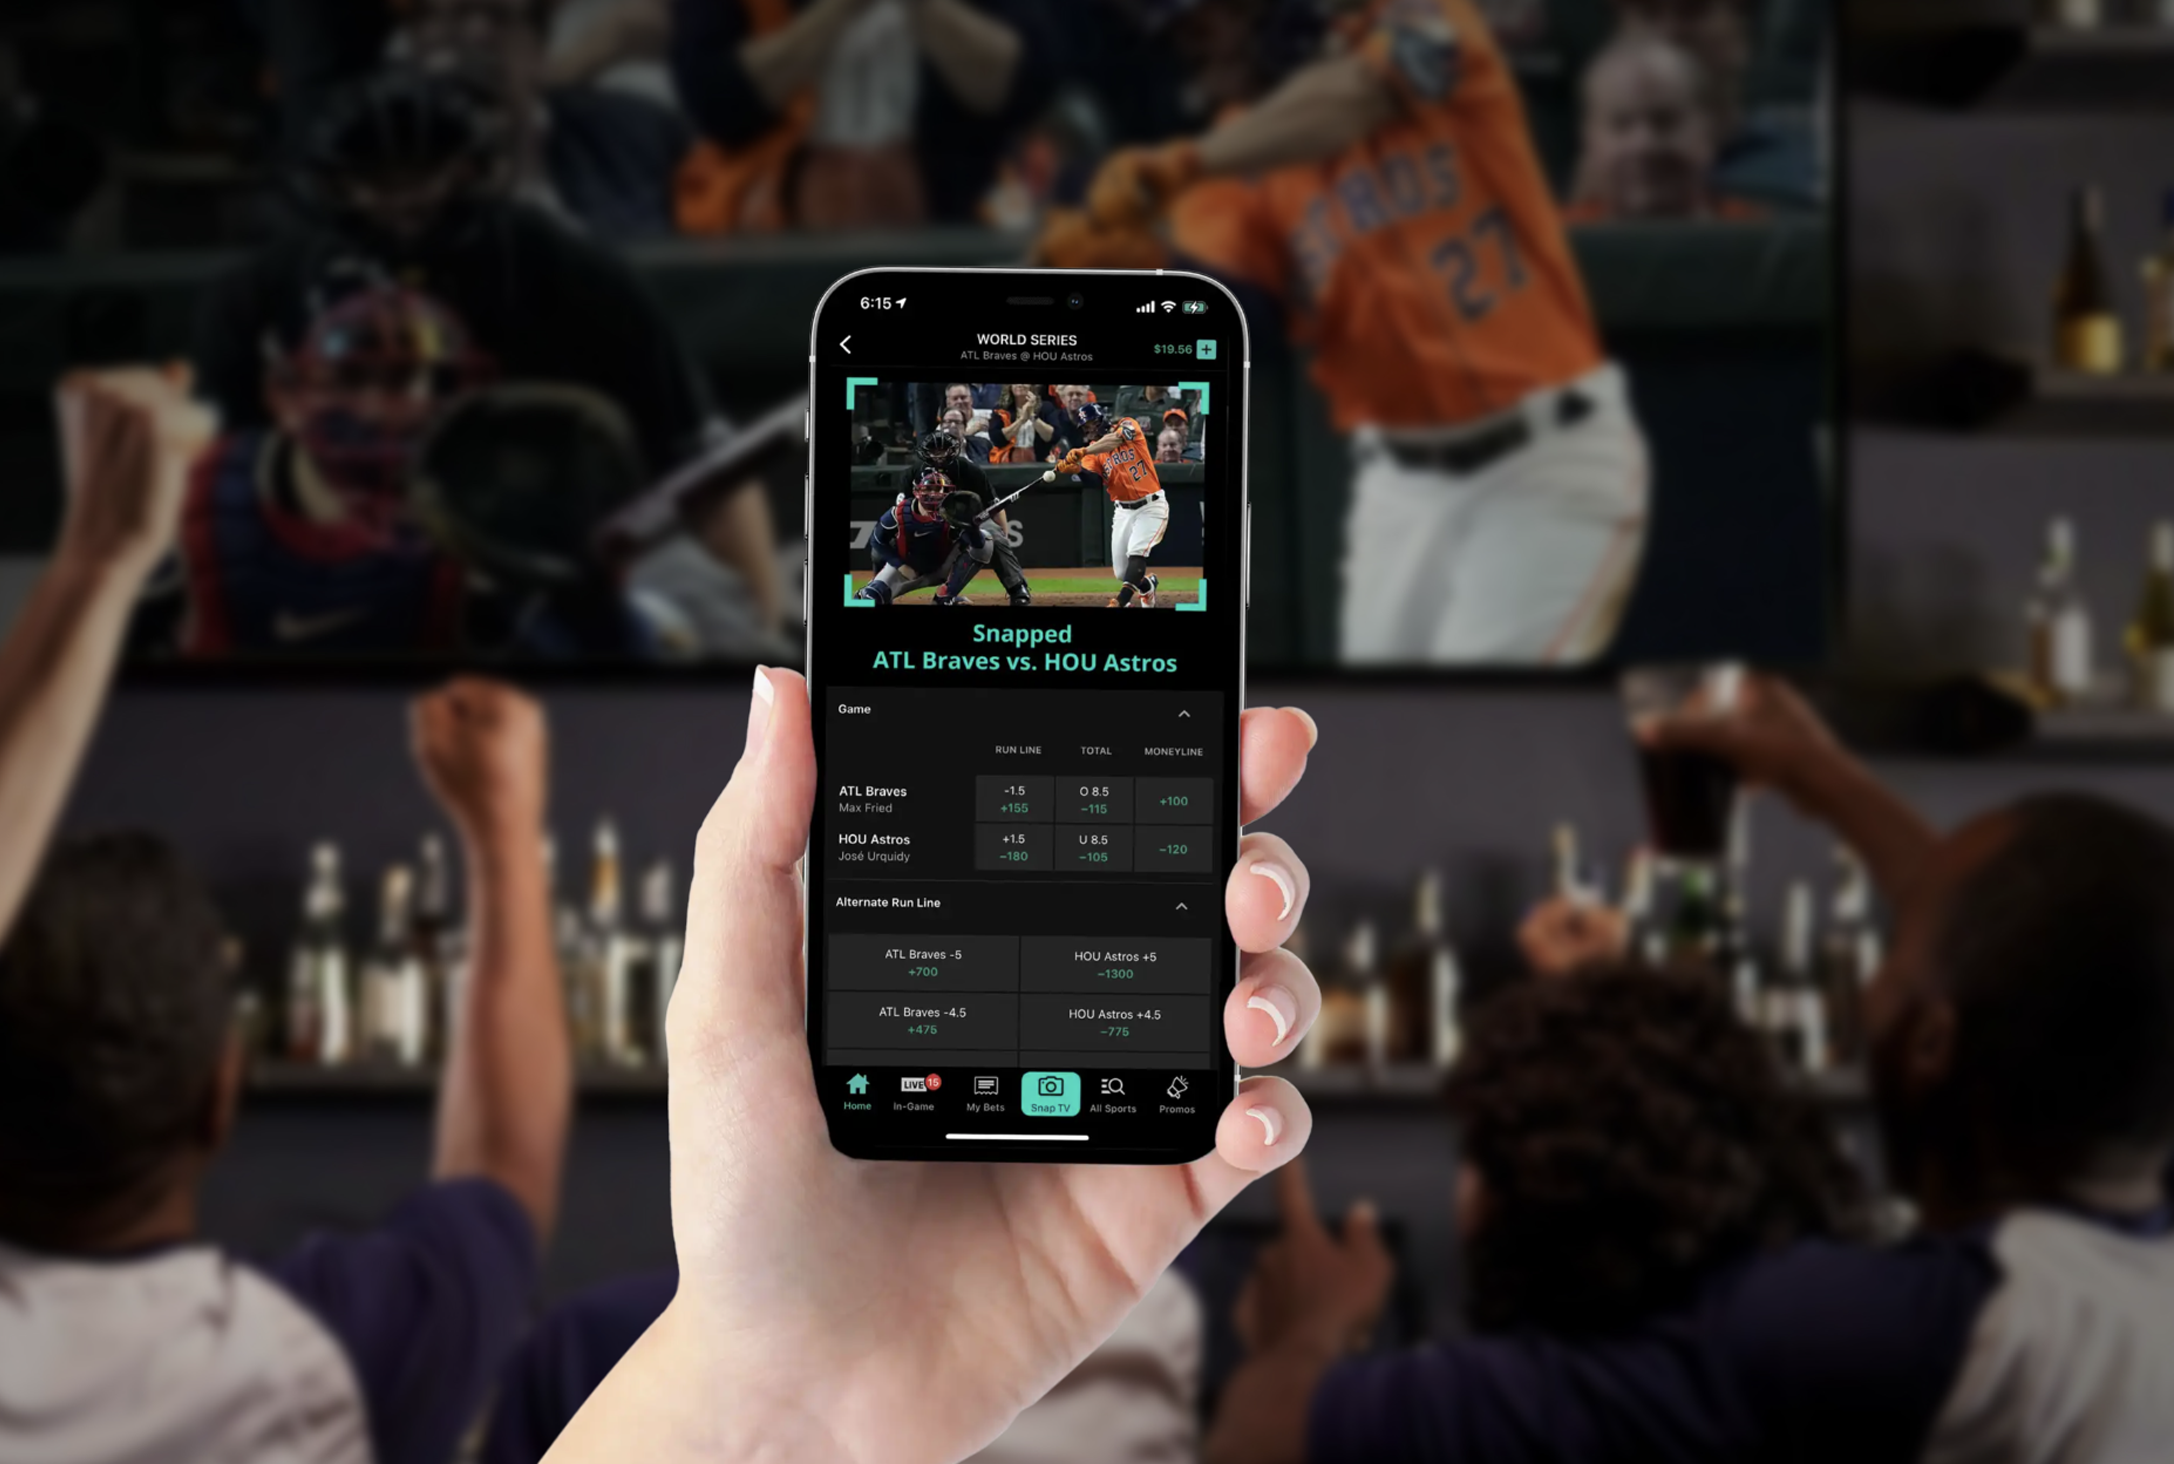 ASTROS
27
6:15
WORLD SERIES
ATL Braves @ HOU Astros
$19.56 +
STROS
27
S
Snapped
ATL Braves vs. HOU Astros
Game
RUN LINE TOTAL MONEYLINE
ATL Braves -1.5 O 8.5 +100
Max Fried +155 −115
HOU Astros +1.5 U 8.5 −120
José Urquidy −180 −105
Alternate Run Line
ATL Braves -5 HOU Astros +5
+700 −1300
ATL Braves -4.5 HOU Astros +4.5
+475 −775
LIVE 15
Home In-Game My Bets Snap TV All Sports Promos